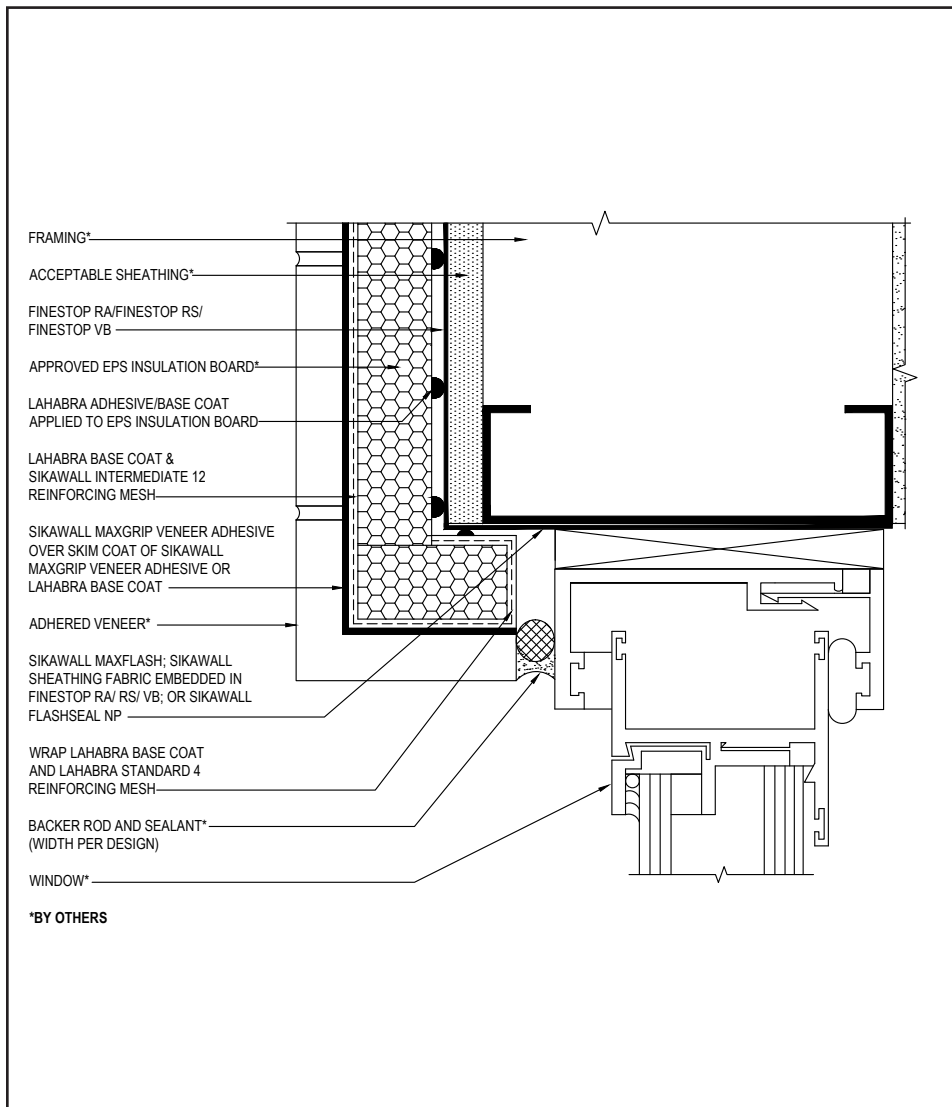 FRAMING*
ACCEPTABLE SHEATHING*
FINESTOP RA/FINESTOP RS/
FINESTOP VB
APPROVED EPS INSULATION BOARD*
LAHABRA ADHESIVE/BASE COAT
APPLIED TO EPS INSULATION BOARD
LAHABRA BASE COAT &
SIKAWALL INTERMEDIATE 12
REINFORCING MESH
SIKAWALL MAXGRIP VENEER ADHESIVE
OVER SKIM COAT OF SIKAWALL
MAXGRIP VENEER ADHESIVE OR
LAHABRA BASE COAT
ADHERED VENEER*
SIKAWALL MAXFLASH; SIKAWALL
SHEATHING FABRIC EMBEDDED IN
FINESTOP RA/ RS/ VB; OR SIKAWALL
FLASHSEAL NP
WRAP LAHABRA BASE COAT
AND LAHABRA STANDARD 4
REINFORCING MESH
BACKER ROD AND SEALANT*
(WIDTH PER DESIGN)
WINDOW*
*BY OTHERS